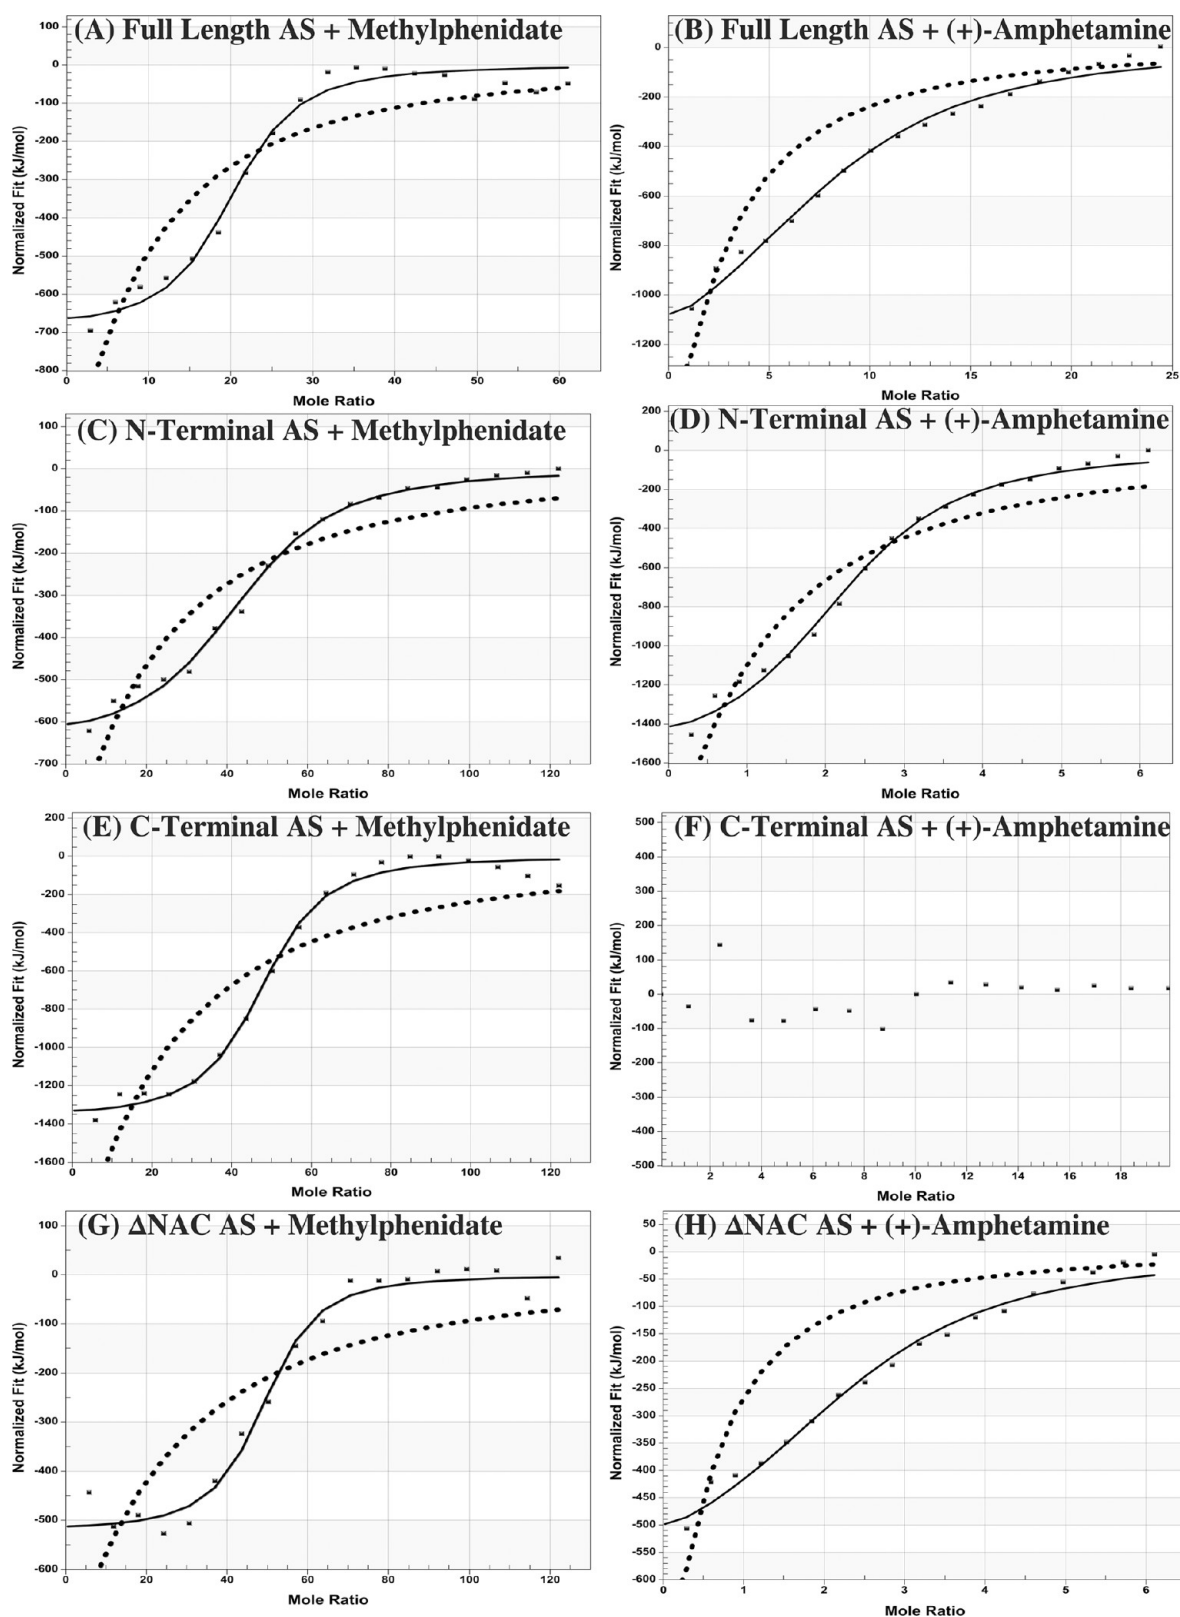 (A) Full Length AS + Methylphenidate
100
0
-100
-200
-300
-400
-500
-600
-700
-800
Normalized Fit (kJ/mol)
0 10 20 30 40 50 60
Mole Ratio
(B) Full Length AS + (+)-Amphetamine
0
-200
-400
-600
-800
-1000
-1200
Normalized Fit (kJ/mol)
0 5 10 15 20 25
Mole Ratio
(C) N-Terminal AS + Methylphenidate
100
0
-100
-200
-300
-400
-500
-600
-700
Normalized Fit (kJ/mol)
0 20 40 60 80 100 120
Mole Ratio
(D) N-Terminal AS + (+)-Amphetamine
200
0
-200
-400
-600
-800
-1000
-1200
-1400
-1600
Normalized Fit (kJ/mol)
0 1 2 3 4 5 6
Mole Ratio
(E) C-Terminal AS + Methylphenidate
200
0
-200
-400
-600
-800
-1000
-1200
-1400
-1600
Normalized Fit (kJ/mol)
0 20 40 60 80 100 120
Mole Ratio
(F) C-Terminal AS + (+)-Amphetamine
500
400
300
200
100
0
-100
-200
-300
-400
-500
Normalized Fit (kJ/mol)
2 4 6 8 10 12 14 16 18
Mole Ratio
(G) ΔNAC AS + Methylphenidate
100
0
-100
-200
-300
-400
-500
-600
Normalized Fit (kJ/mol)
0 20 40 60 80 100 120
Mole Ratio
(H) ΔNAC AS + (+)-Amphetamine
50
0
-50
-100
-150
-200
-250
-300
-350
-400
-450
-500
-550
-600
Normalized Fit (kJ/mol)
0 1 2 3 4 5 6
Mole Ratio